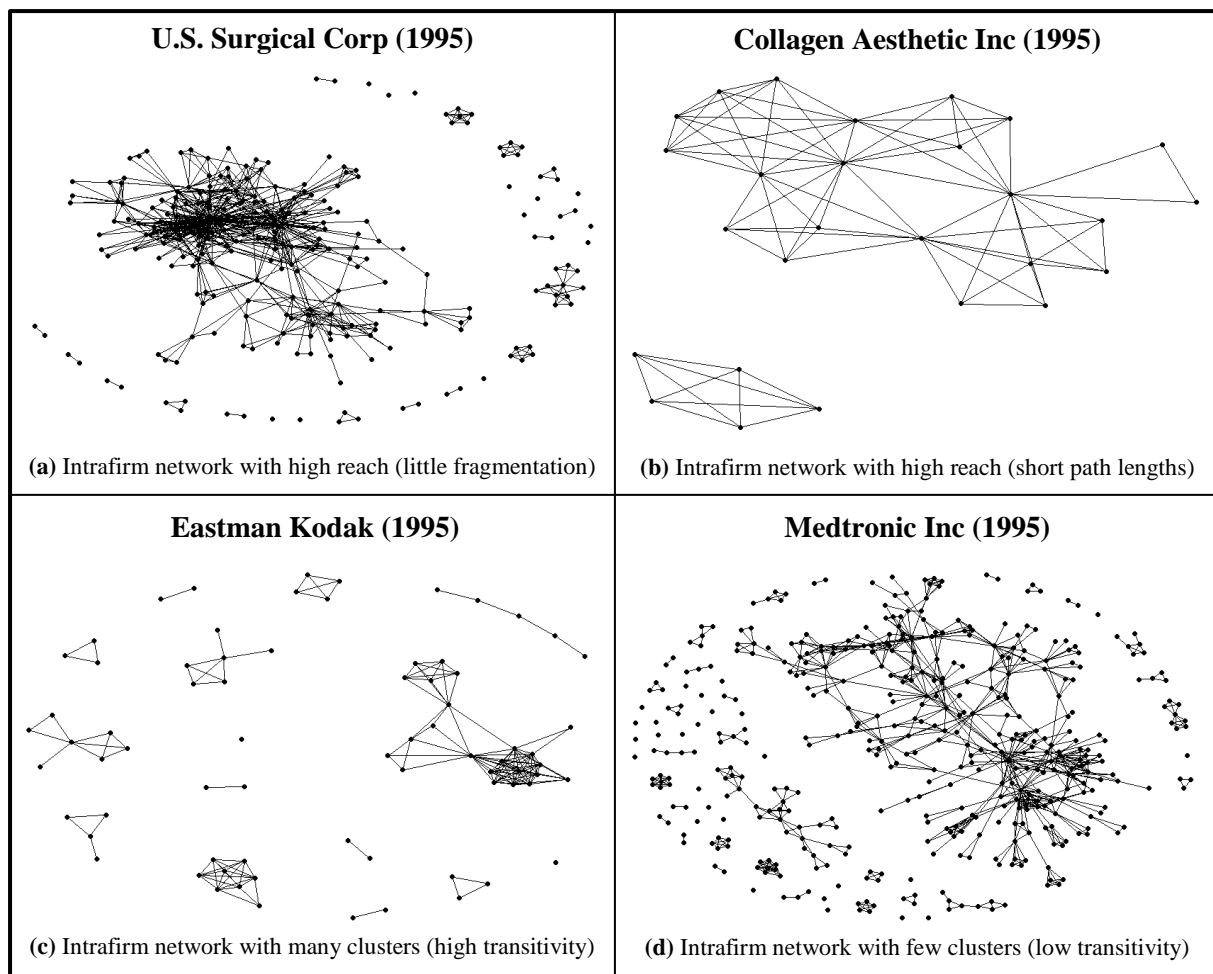 U.S. Surgical Corp (1995)
Collagen Aesthetic Inc (1995)
(a) Intrafirm network with high reach (little fragmentation)
(b) Intrafirm network with high reach (short path lengths)
Eastman Kodak (1995)
Medtronic Inc (1995)
(c) Intrafirm network with many clusters (high transitivity)
(d) Intrafirm network with few clusters (low transitivity)